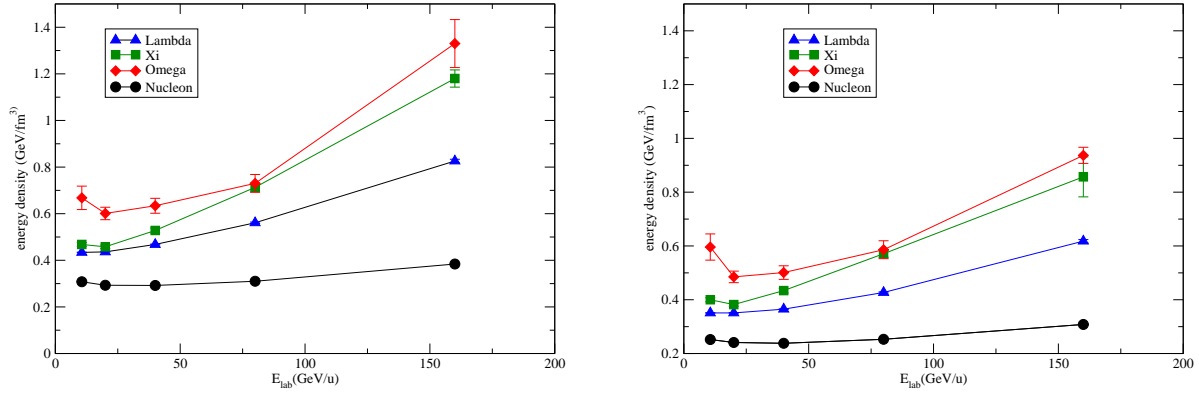 1.4
1.2
1
0.8
0.6
0.4
0.2
0
energy density (GeV/fm³)
Lambda
Xi
Omega
Nucleon
0 50 100 150 200
E_lab(GeV/u)
1.4
1.2
1
0.8
0.6
0.4
0.2
energy density (GeV/fm³)
Lambda
Xi
Omega
Nucleon
0 50 100 150 200
E_lab(GeV/u)